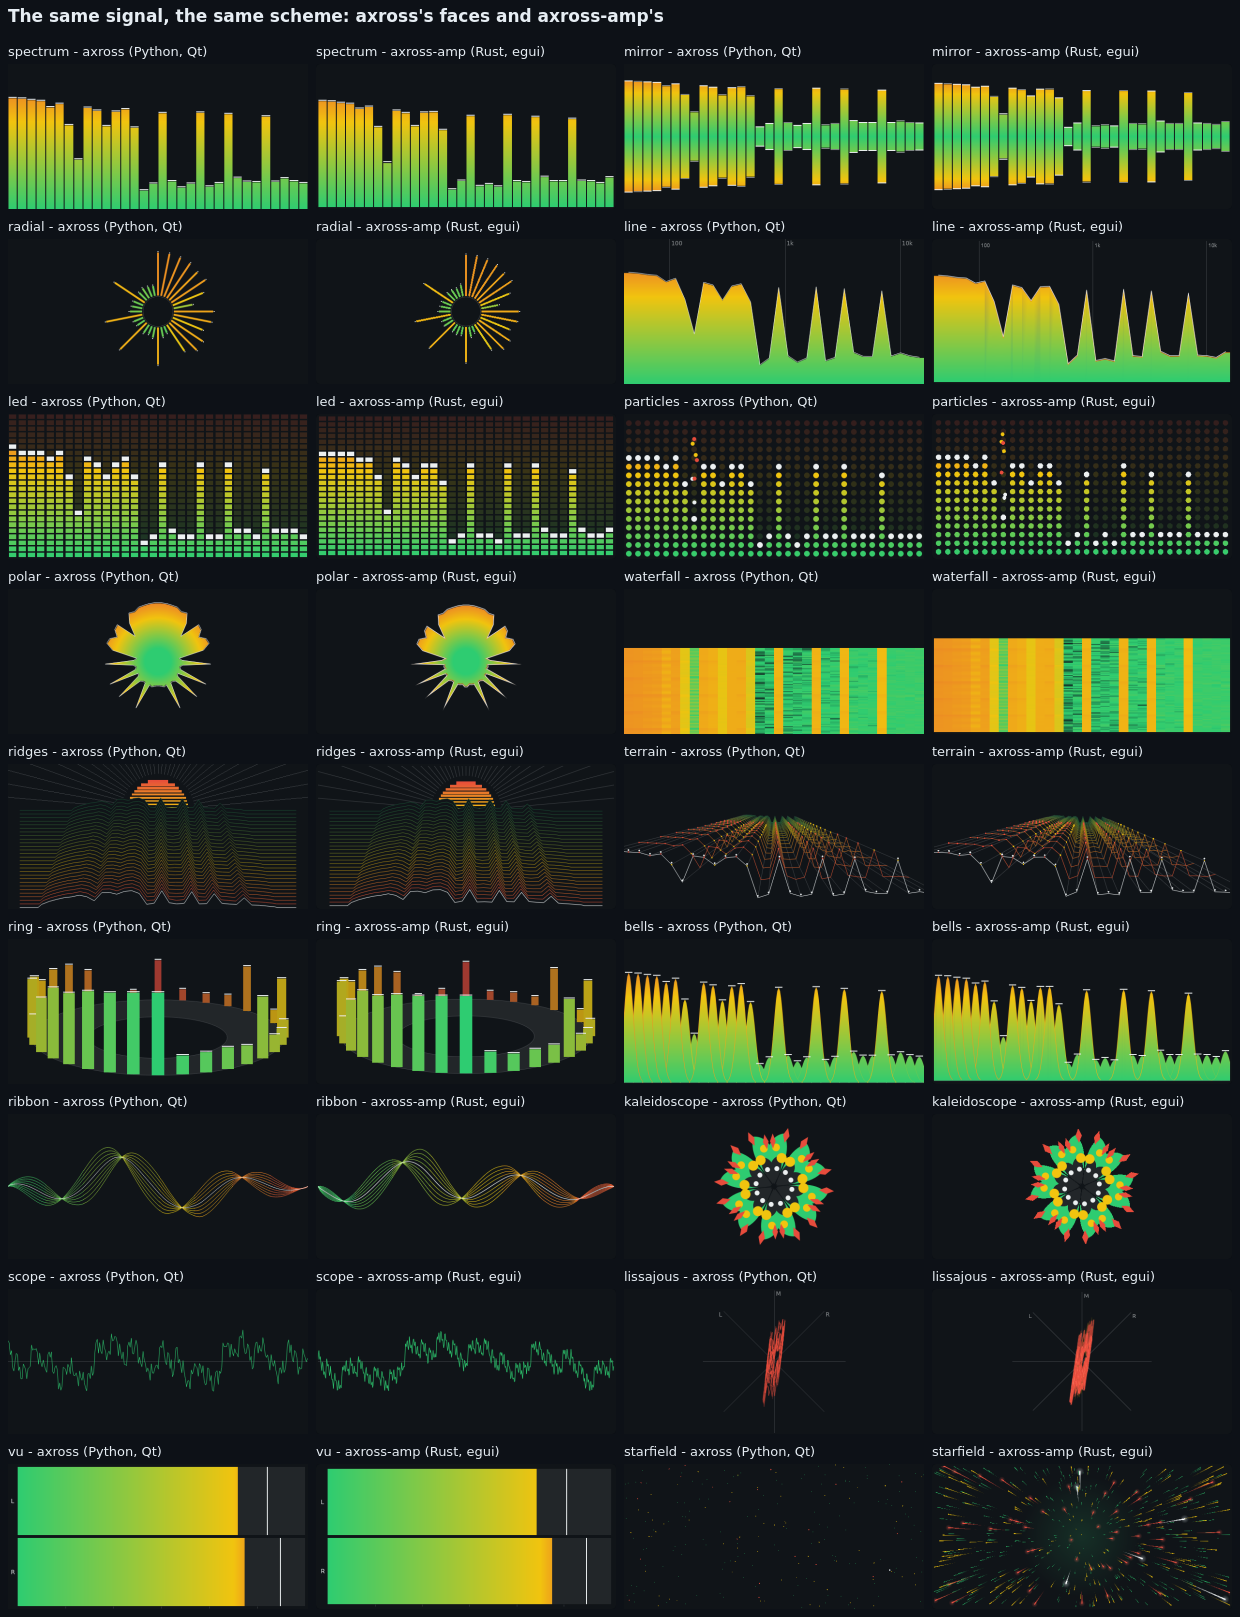 The same signal, the same scheme: axross's faces and axross-amp's
spectrum - axross (Python, Qt)
spectrum - axross-amp (Rust, egui)
mirror - axross (Python, Qt)
mirror - axross-amp (Rust, egui)
radial - axross (Python, Qt)
radial - axross-amp (Rust, egui)
line - axross (Python, Qt)
line - axross-amp (Rust, egui)
100
1k
10k
100
1k
10k
led - axross (Python, Qt)
led - axross-amp (Rust, egui)
particles - axross (Python, Qt)
particles - axross-amp (Rust, egui)
polar - axross (Python, Qt)
polar - axross-amp (Rust, egui)
waterfall - axross (Python, Qt)
waterfall - axross-amp (Rust, egui)
ridges - axross (Python, Qt)
ridges - axross-amp (Rust, egui)
terrain - axross (Python, Qt)
terrain - axross-amp (Rust, egui)
ring - axross (Python, Qt)
ring - axross-amp (Rust, egui)
bells - axross (Python, Qt)
bells - axross-amp (Rust, egui)
ribbon - axross (Python, Qt)
ribbon - axross-amp (Rust, egui)
kaleidoscope - axross (Python, Qt)
kaleidoscope - axross-amp (Rust, egui)
scope - axross (Python, Qt)
scope - axross-amp (Rust, egui)
lissajous - axross (Python, Qt)
lissajous - axross-amp (Rust, egui)
M
L
R
M
L
R
vu - axross (Python, Qt)
vu - axross-amp (Rust, egui)
starfield - axross (Python, Qt)
starfield - axross-amp (Rust, egui)
L
L
R
R